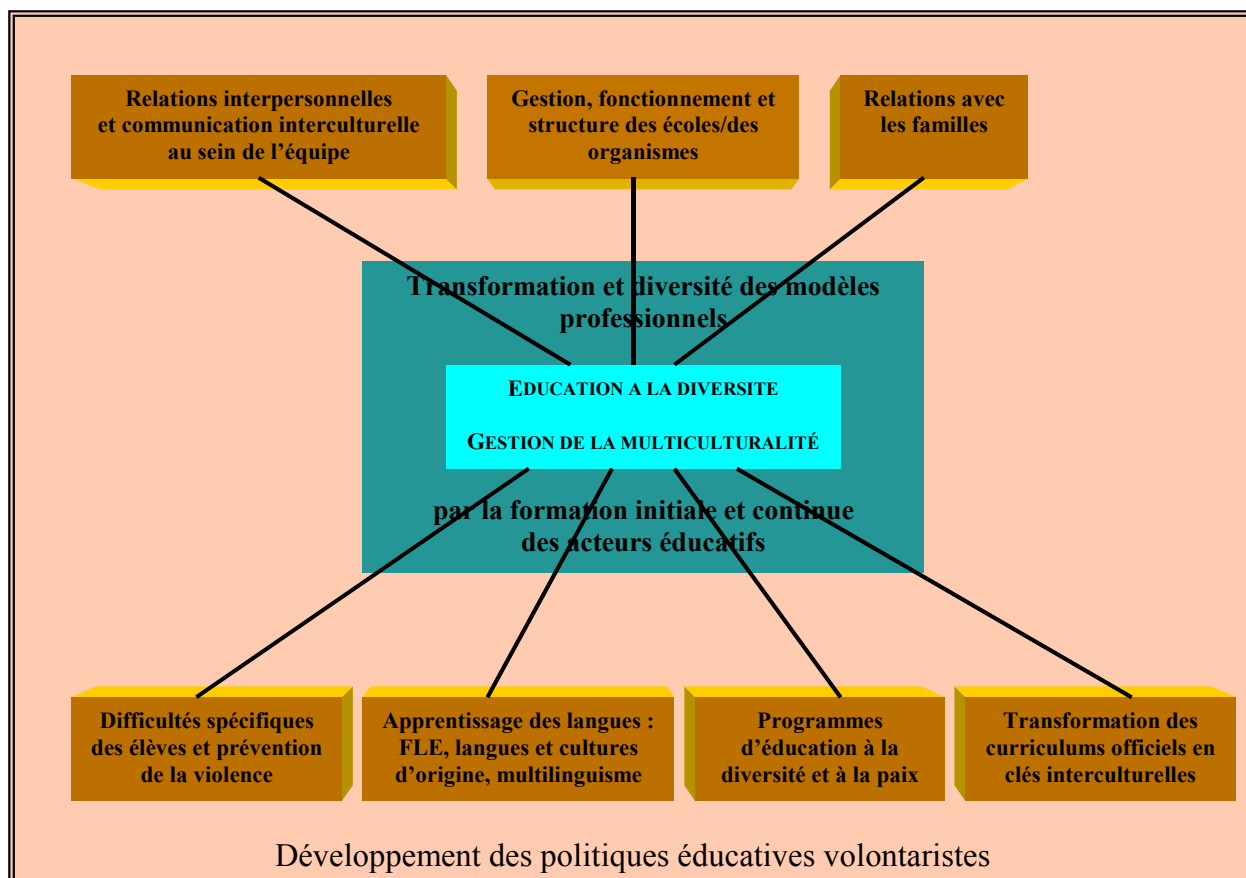 Relations interpersonnelles
et communication interculturelle
au sein de l'équipe
Gestion, fonctionnement et
structure des écoles/des
organismes
Relations avec
les familles
Transformation et diversité des modèles
professionnels
EDUCATION A LA DIVERSITE
GESTION DE LA MULTICULTURALITÉ
par la formation initiale et continue
des acteurs éducatifs
Difficultés spécifiques
des élèves et prévention
de la violence
Apprentissage des langues :
FLE, langues et cultures
d'origine, multilinguisme
Programmes
d'éducation à la
diversité et à la paix
Transformation des
curriculums officiels en
clés interculturelles
Développement des politiques éducatives volontaristes